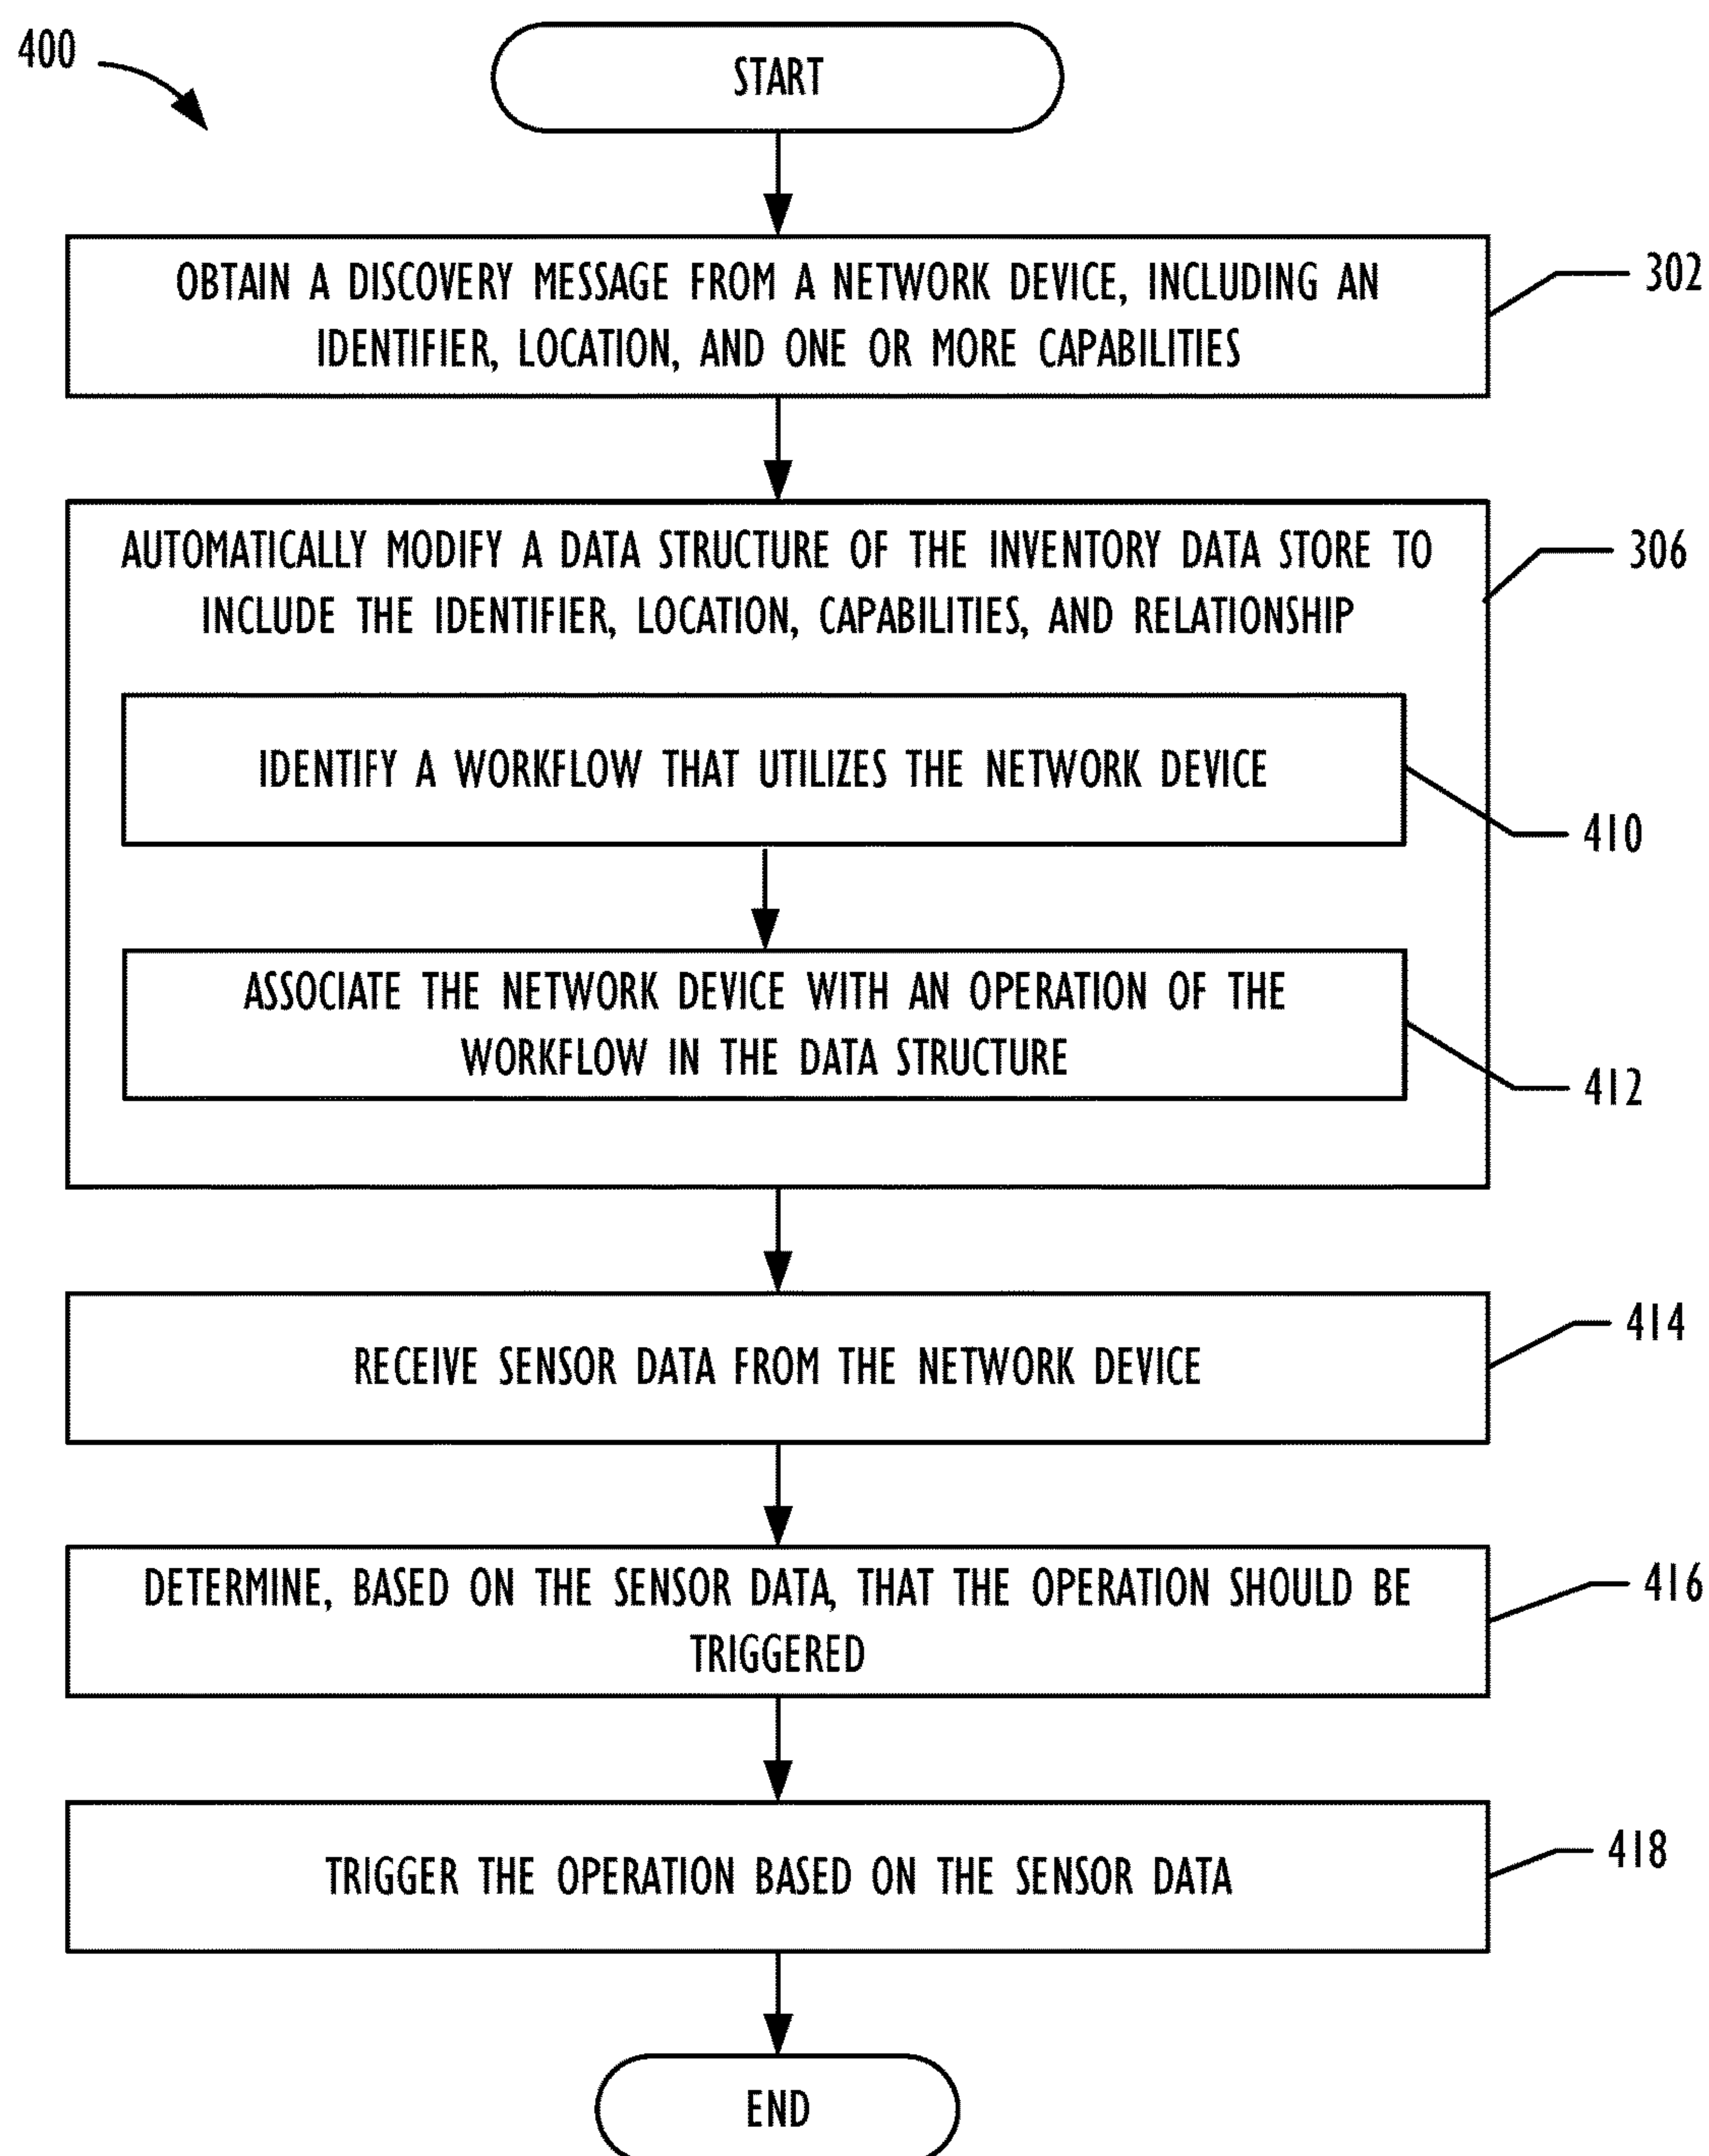 400
START
OBTAIN A DISCOVERY MESSAGE FROM A NETWORK DEVICE, INCLUDING AN
IDENTIFIER, LOCATION, AND ONE OR MORE CAPABILITIES
302
AUTOMATICALLY MODIFY A DATA STRUCTURE OF THE INVENTORY DATA STORE TO
INCLUDE THE IDENTIFIER, LOCATION, CAPABILITIES, AND RELATIONSHIP
306
IDENTIFY A WORKFLOW THAT UTILIZES THE NETWORK DEVICE
410
ASSOCIATE THE NETWORK DEVICE WITH AN OPERATION OF THE
WORKFLOW IN THE DATA STRUCTURE
412
RECEIVE SENSOR DATA FROM THE NETWORK DEVICE
414
DETERMINE, BASED ON THE SENSOR DATA, THAT THE OPERATION SHOULD BE
TRIGGERED
416
TRIGGER THE OPERATION BASED ON THE SENSOR DATA
418
END